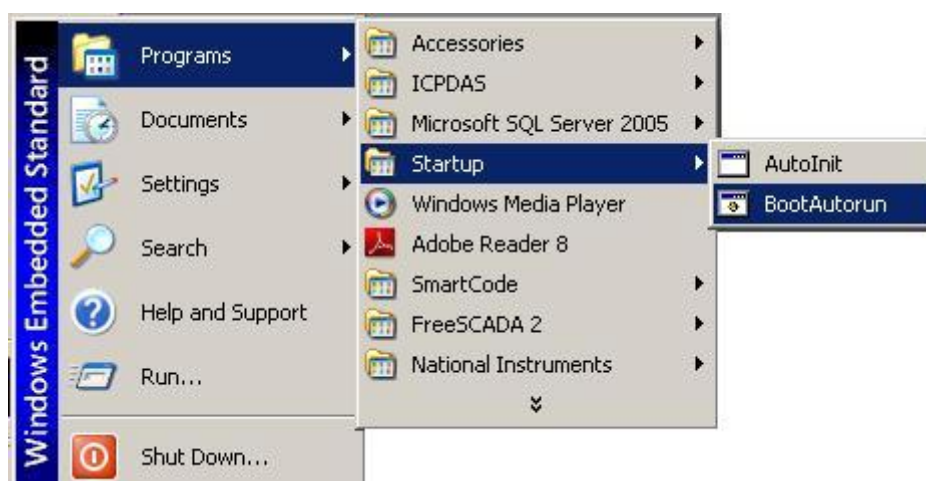 Windows Embedded Standard
Programs
Documents
Settings
Search
Help and Support
Run...
Shut Down...
Accessories
ICPDAS
Microsoft SQL Server 2005
Startup
Windows Media Player
Adobe Reader 8
SmartCode
FreeSCADA 2
National Instruments
AutoInit
BootAutorun